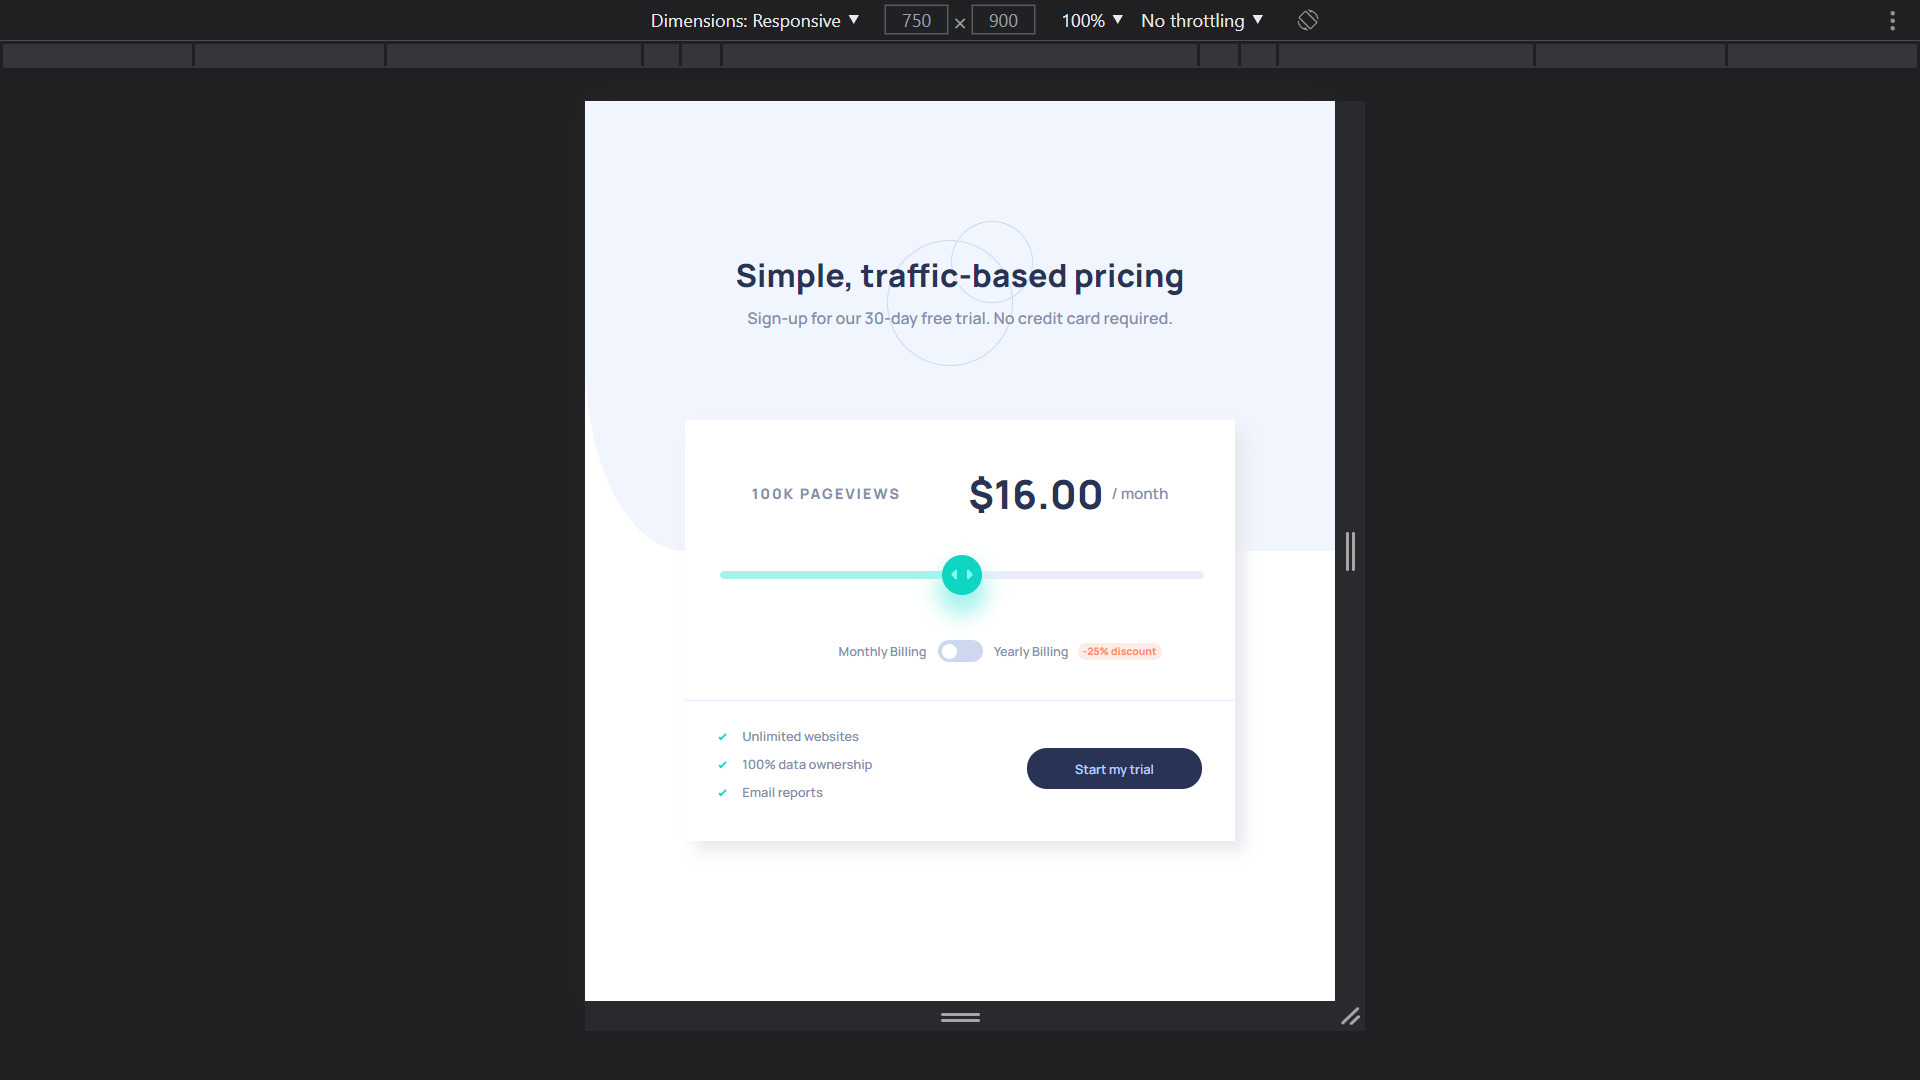 Dimensions: Responsive ▼ 750 × 900 100% ▼ No throttling ▼
Simple, traffic-based pricing
Sign-up for our 30-day free trial. No credit card required.
100K PAGEVIEWS $16.00 / month
Monthly Billing Yearly Billing -25% discount
Unlimited websites
100% data ownership
Email reports
Start my trial